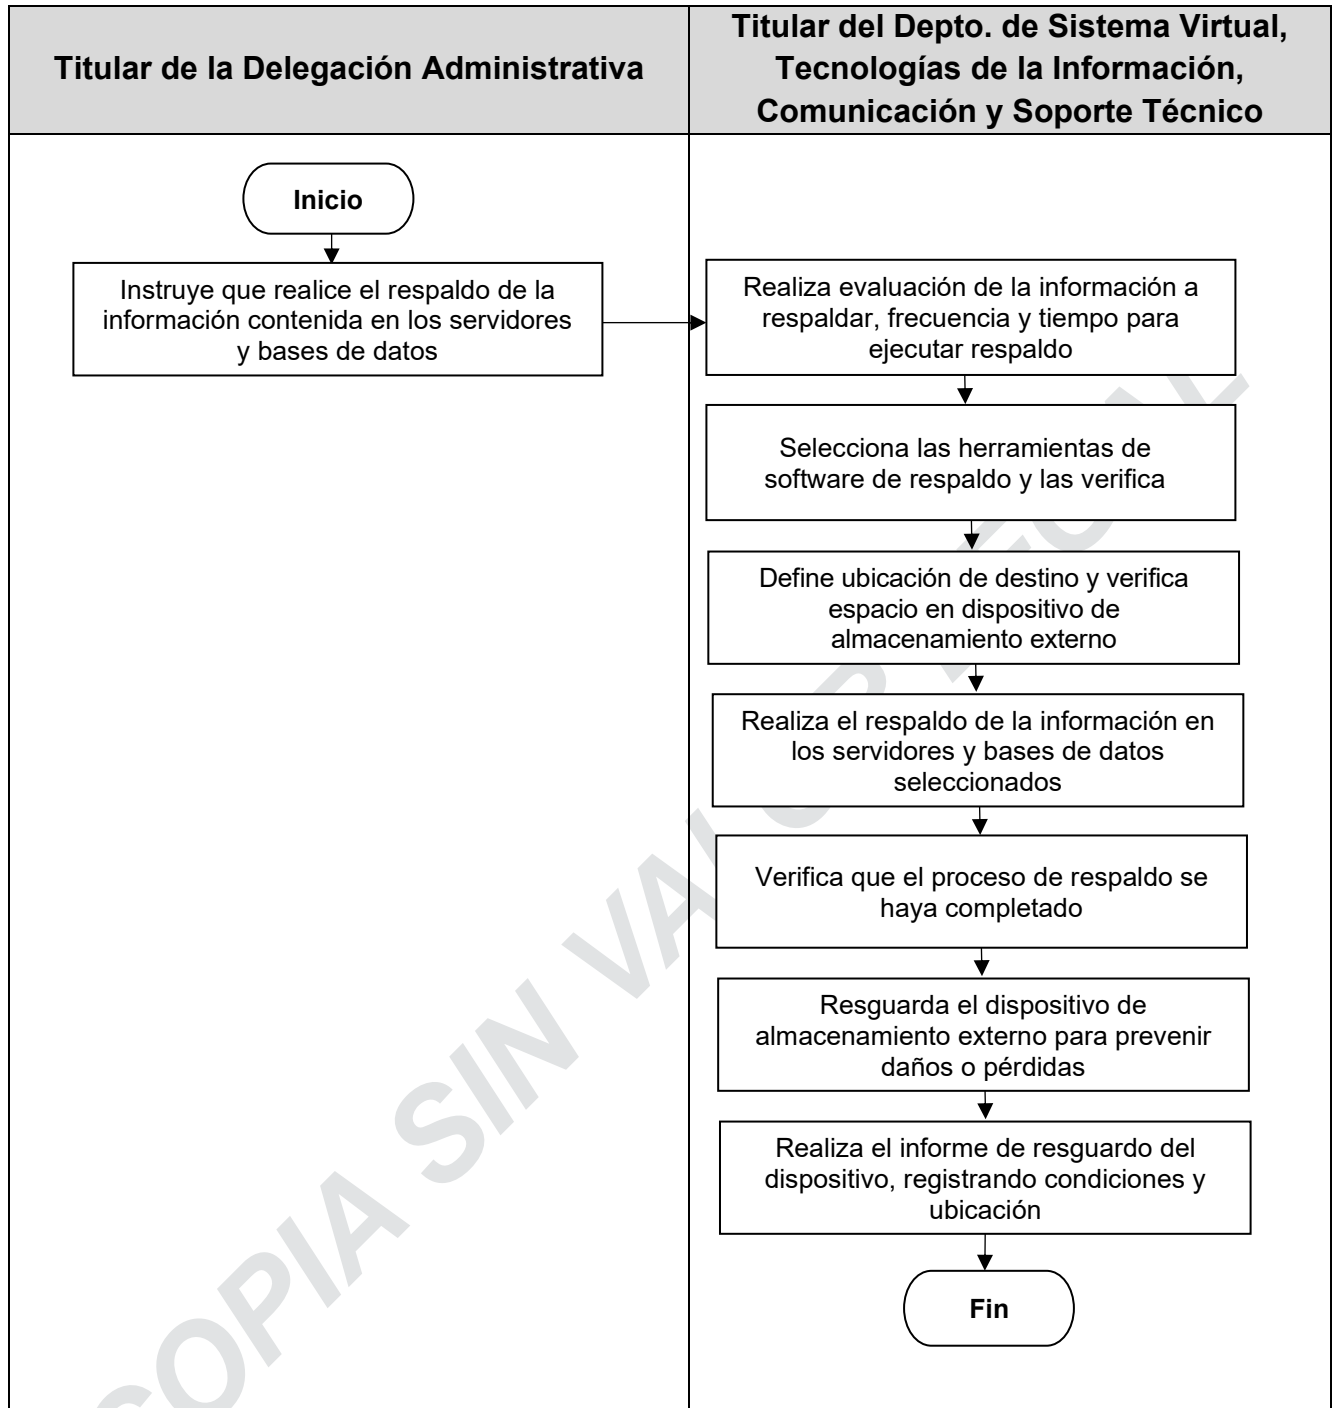 Titular de la Delegación Administrativa
Titular del Depto. de Sistema Virtual,
Tecnologías de la Información,
Comunicación y Soporte Técnico
Inicio
Instruye que realice el respaldo de la
información contenida en los servidores
y bases de datos
Realiza evaluación de la información a
respaldar, frecuencia y tiempo para
ejecutar respaldo
Selecciona las herramientas de
software de respaldo y las verifica
Define ubicación de destino y verifica
espacio en dispositivo de
almacenamiento externo
Realiza el respaldo de la información en
los servidores y bases de datos
seleccionados
Verifica que el proceso de respaldo se
haya completado
Resguarda el dispositivo de
almacenamiento externo para prevenir
daños o pérdidas
Realiza el informe de resguardo del
dispositivo, registrando condiciones y
ubicación
Fin
COPIA SIN VALOR